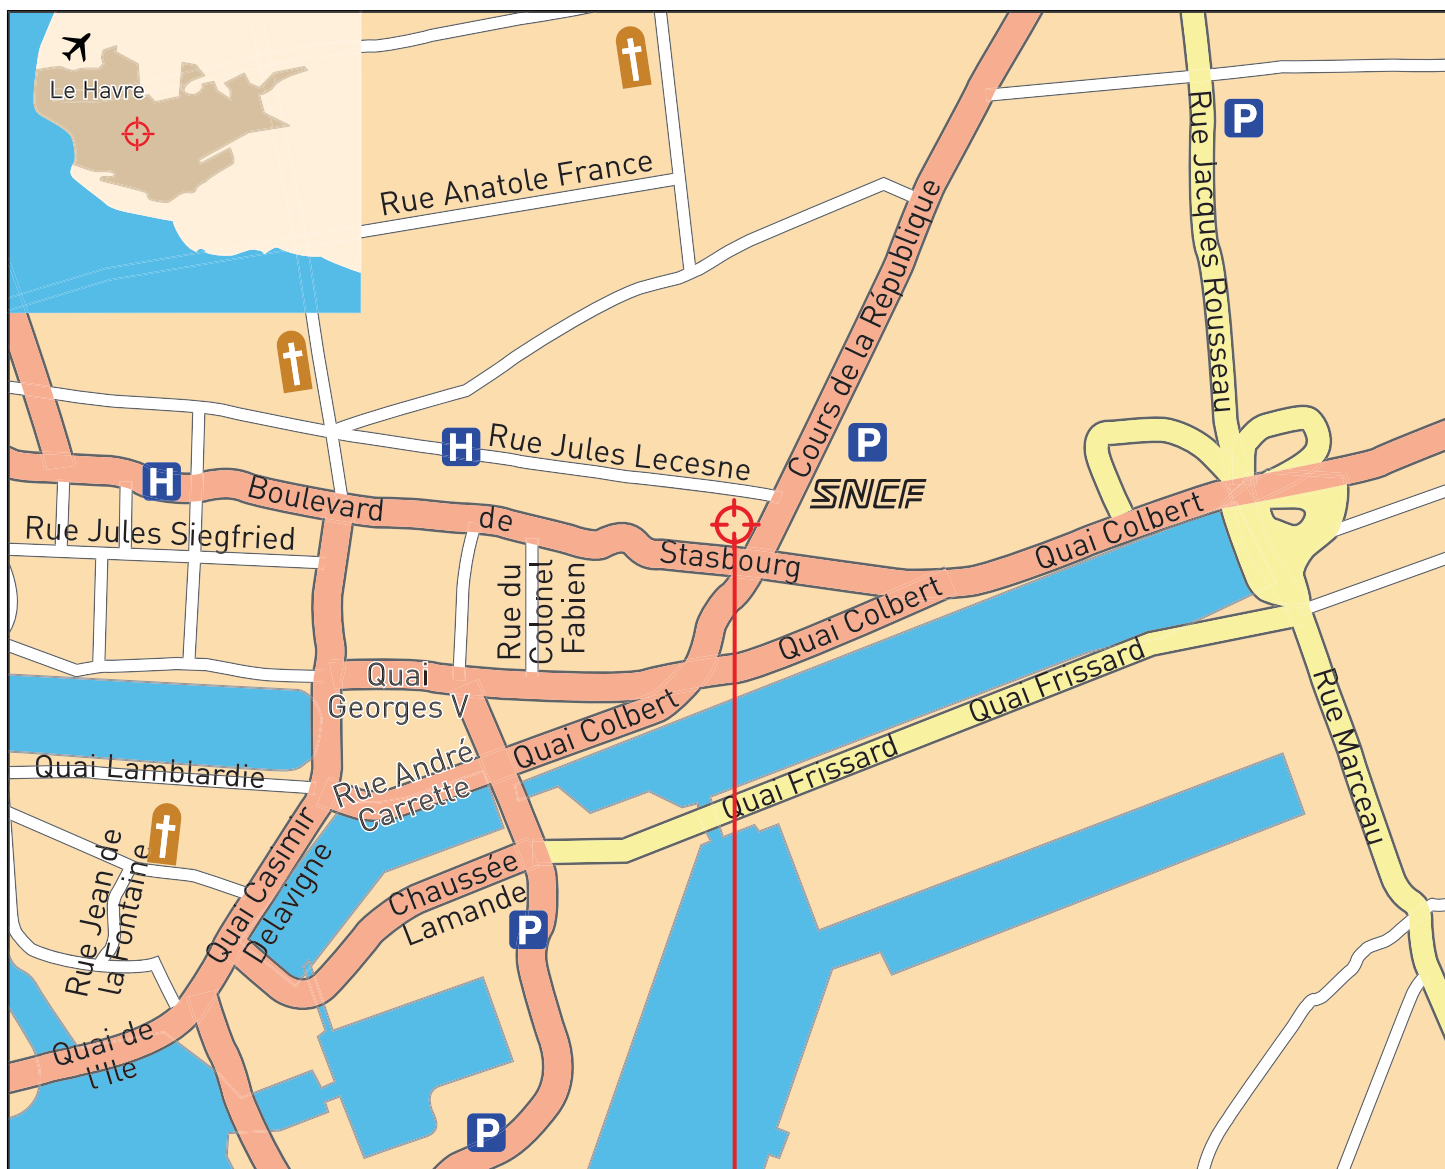 Le Havre
Rue Anatole France
P
Rue Jacques Rousseau
Cours de la République
H
Rue Jules Lecesne
P
SNCF
H
Boulevard
de
Stasbourg
Rue Jules Siegfried
Rue du
Colonel
Fabien
Quai Colbert
Quai Colbert
Quai
Georges V
Quai Colbert
Quai Frissard
Quai Frissard
Rue Marceau
Quai Lamblardie
Rue André
Carrette
Quai Casimir
Delavigne
Rue Jean de
la Fontaine
Chaussée
Lamande
P
Quai de
l'Ile
P